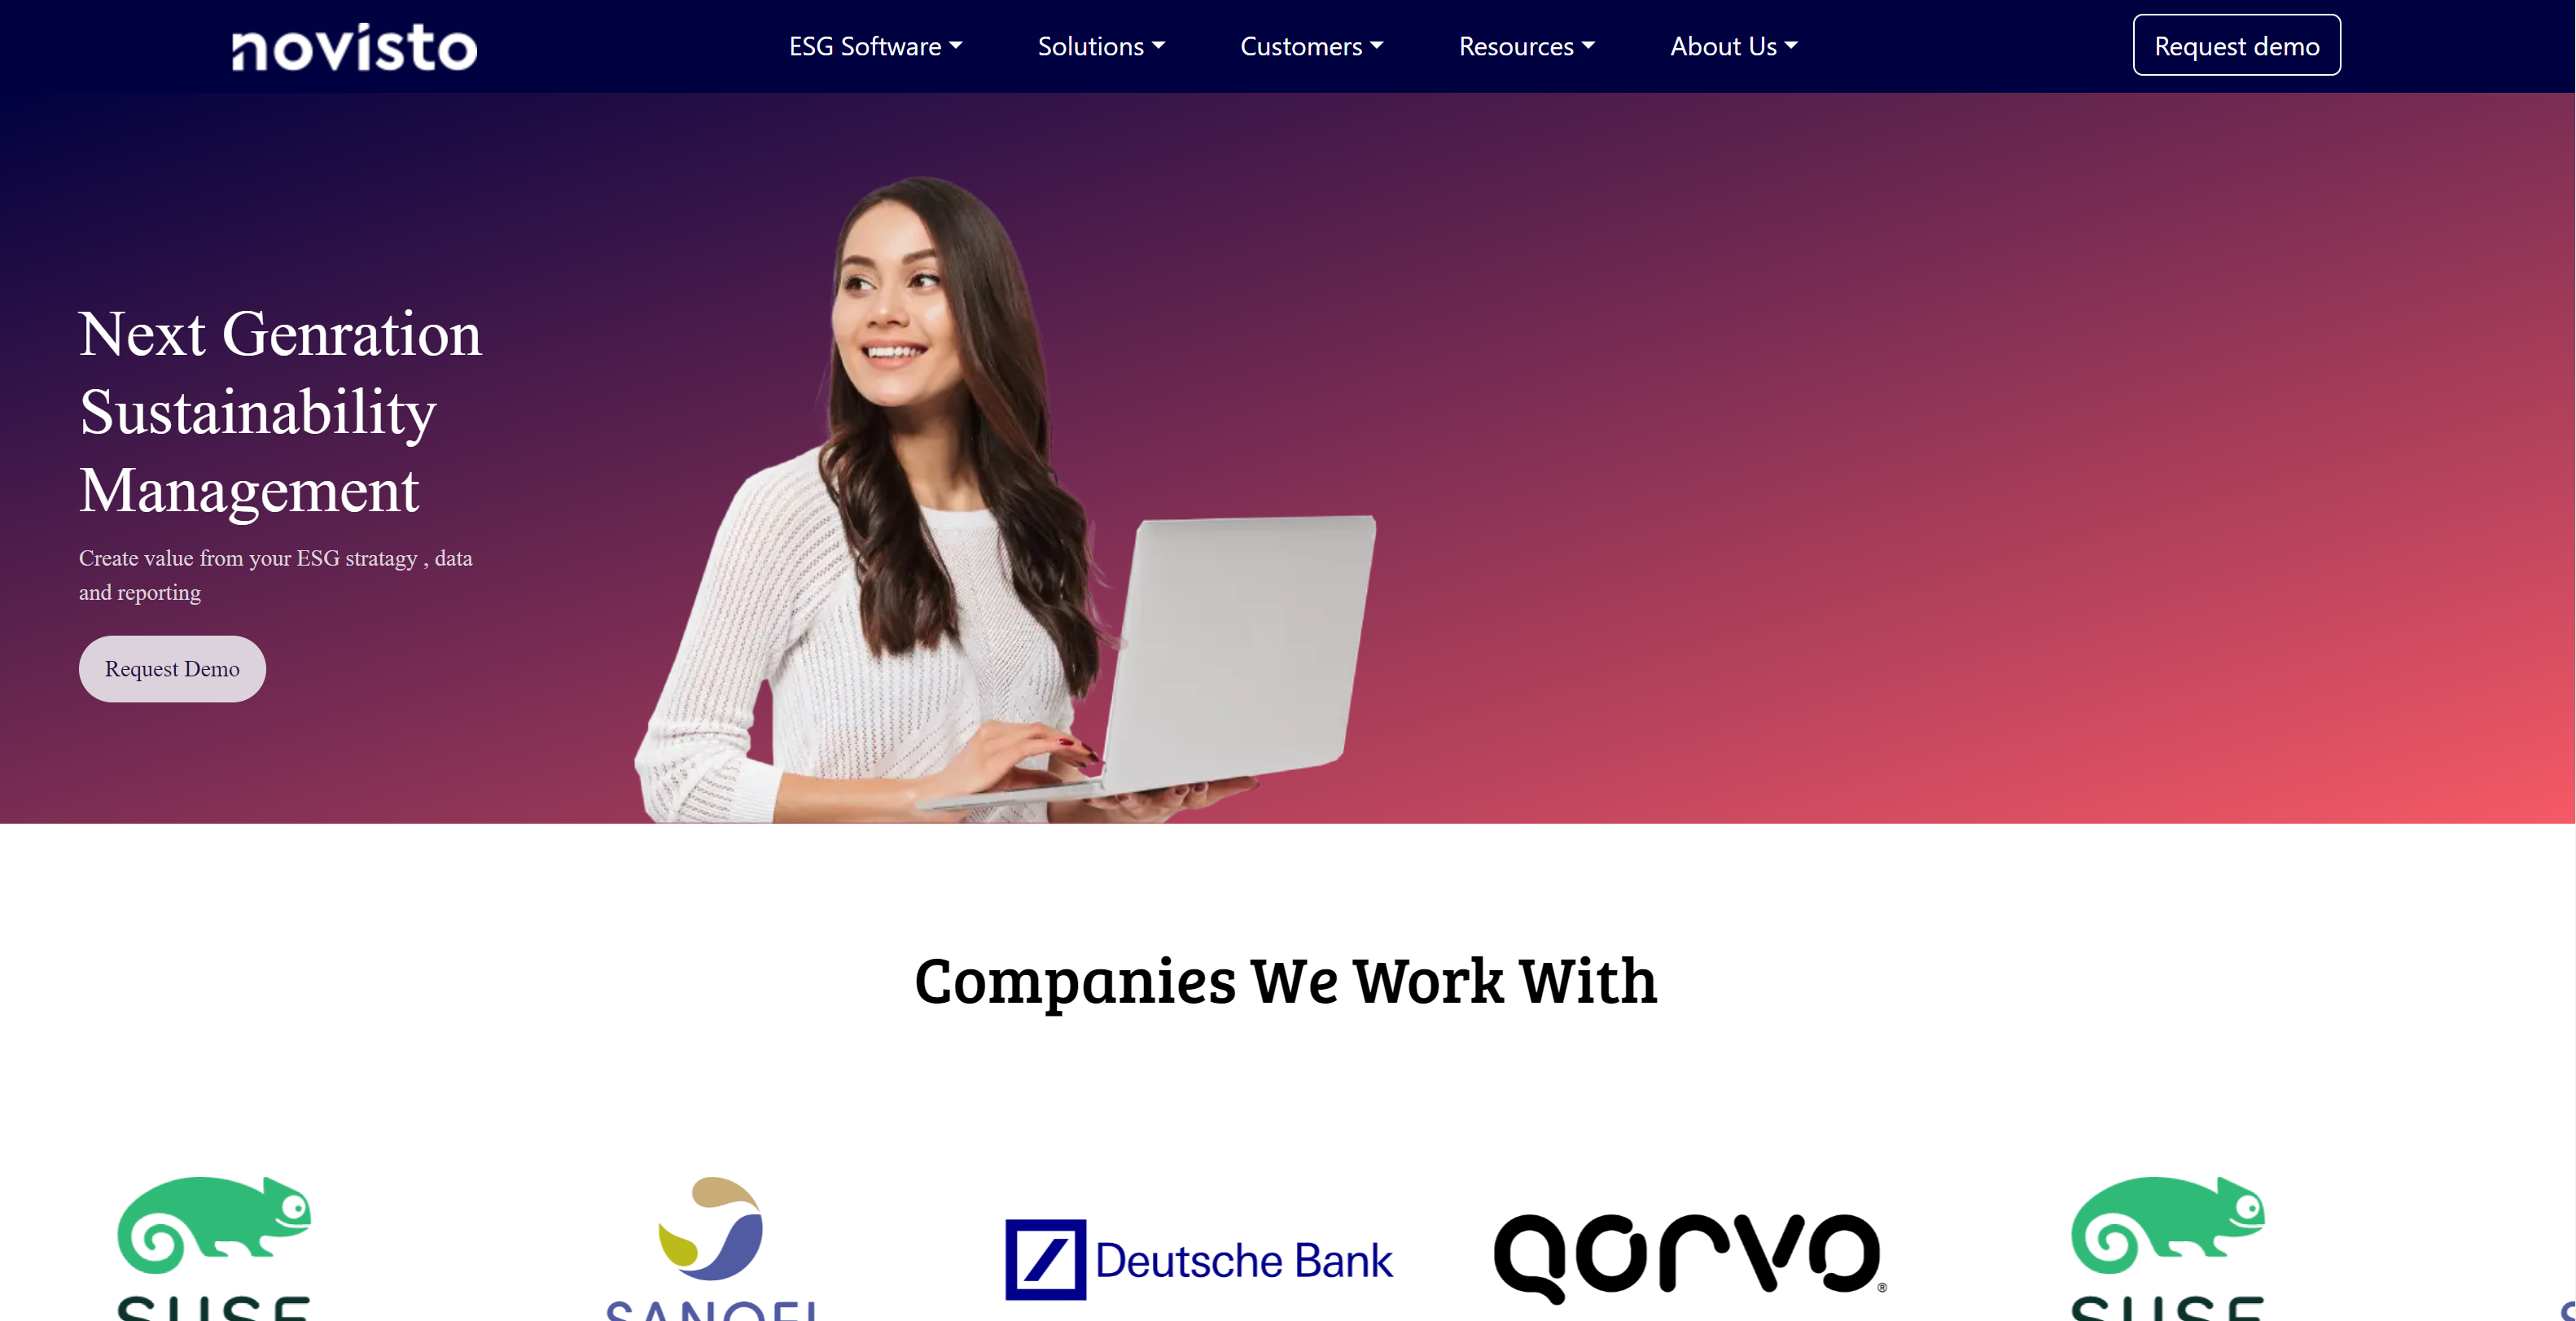 novisto
ESG Software
Solutions
Customers
Resources
About Us
Request demo
Next Genration
Sustainability
Management
Create value from your ESG stratagy , data
and reporting
Request Demo
Companies We Work With
SUSE
SANOFI
Deutsche Bank
QORVO®
SUSE